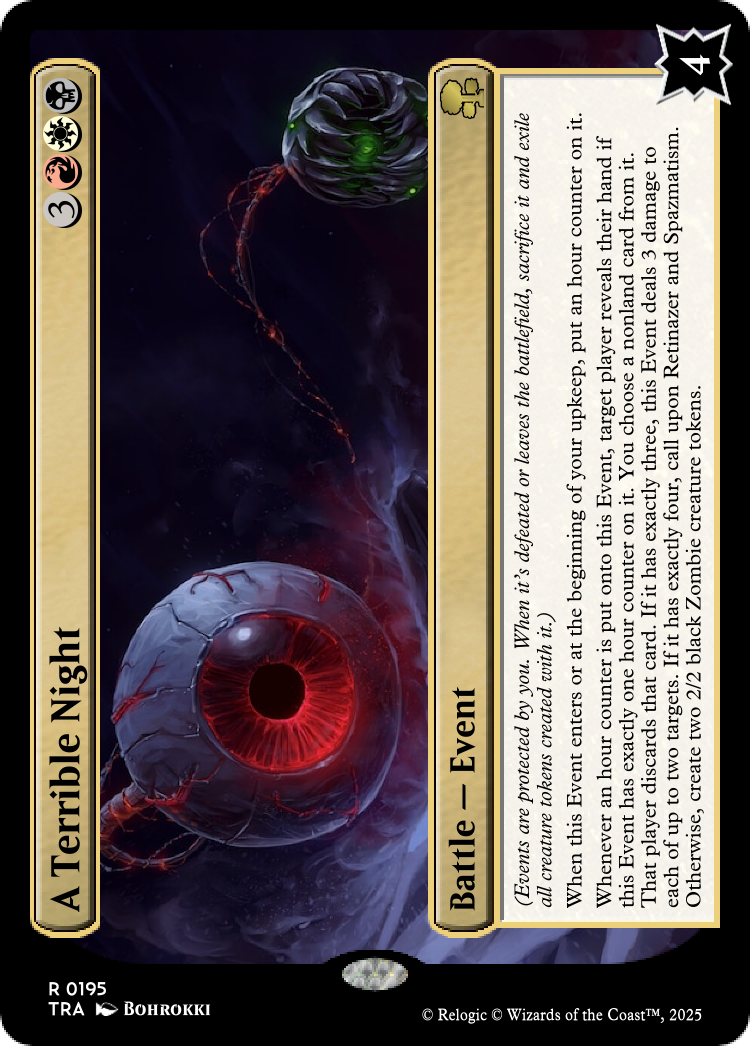 A Terrible Night
3
Battle — Event
4
(Events are protected by you. When it's defeated or leaves the battlefield, sacrifice it and exile
all creature tokens created with it.)
When this Event enters or at the beginning of your upkeep, put an hour counter on it.
Whenever an hour counter is put onto this Event, target player reveals their hand if
this Event has exactly one hour counter on it. You choose a nonland card from it.
That player discards that card. If it has exactly three, this Event deals 3 damage to
each of up to two targets. If it has exactly four, call upon Retinazer and Spazmatism.
Otherwise, create two 2/2 black Zombie creature tokens.
R 0195
TRA BOHROKKI
© Relogic © Wizards of the Coast™, 2025